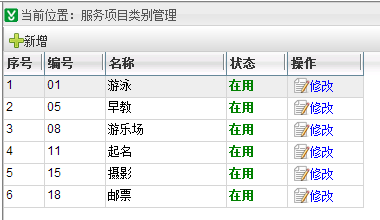 当前位置：服务项目类别管理
新增
序号 编号 名称 状态 操作
1 01 游泳 在用 修改
2 05 早教 在用 修改
3 08 游乐场 在用 修改
4 11 起名 在用 修改
5 15 摄影 在用 修改
6 18 邮票 在用 修改